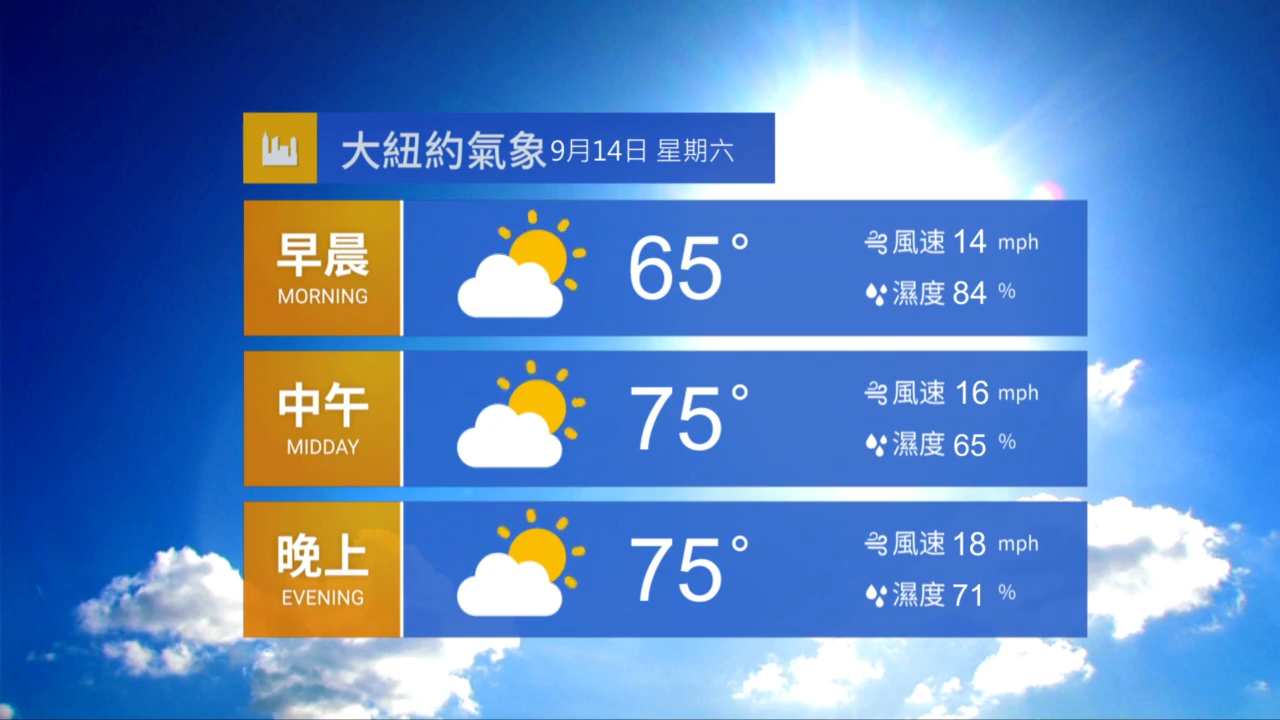 大紐約氣象 9月14日 星期六
早晨
MORNING
65°
風速 14 mph
濕度 84 %
中午
MIDDAY
75°
風速 16 mph
濕度 65 %
晚上
EVENING
75°
風速 18 mph
濕度 71 %